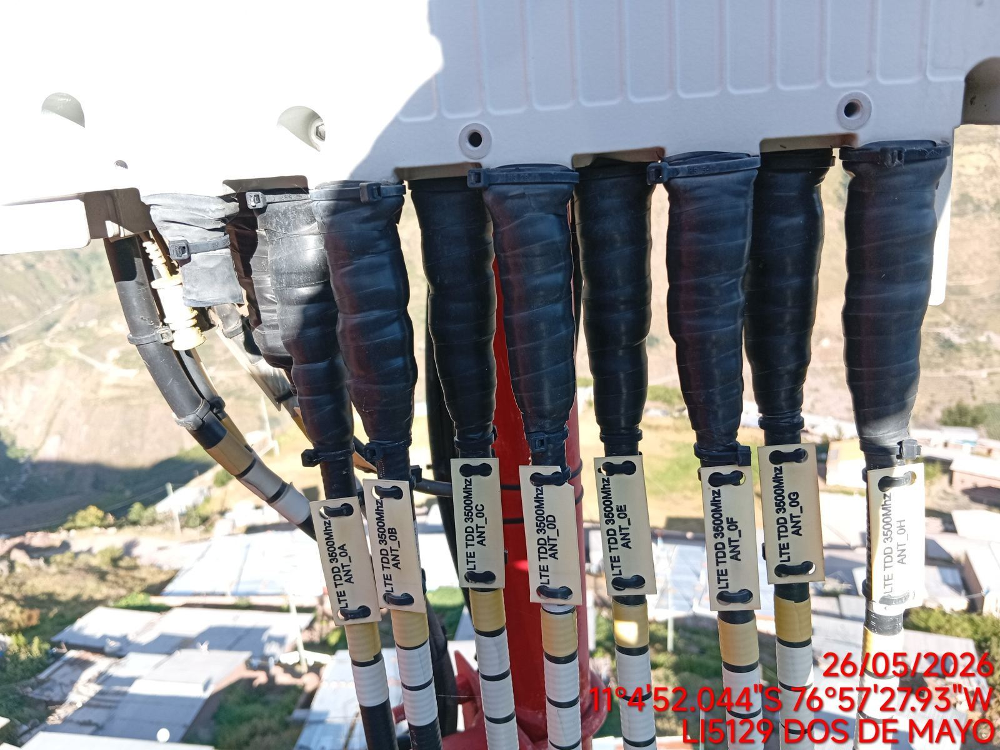 LTE TDD 3500Mhz
ANT_0A
LTE TDD 3500Mhz
ANT_0B
LTE TDD 3500Mhz
ANT_0C
LTE TDD 3500Mhz
ANT_0D
LTE TDD 3500Mhz
ANT_0E
LTE TDD 3500Mhz
ANT_0F
LTE TDD 3500Mhz
ANT_0G
LTE TDD 3500Mhz
ANT_0H
26/05/2026
11°4'52.044"S 76°57'27.93"W
LI5129 DOS DE MAYO